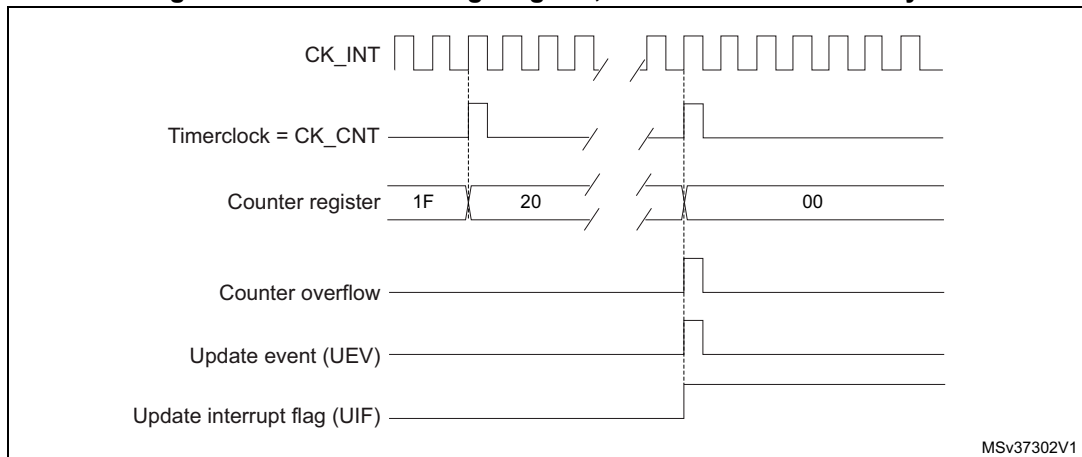 CK_INT
Timerclock = CK_CNT
Counter register
1F
20
00
Counter overflow
Update event (UEV)
Update interrupt flag (UIF)
MSv37302V1